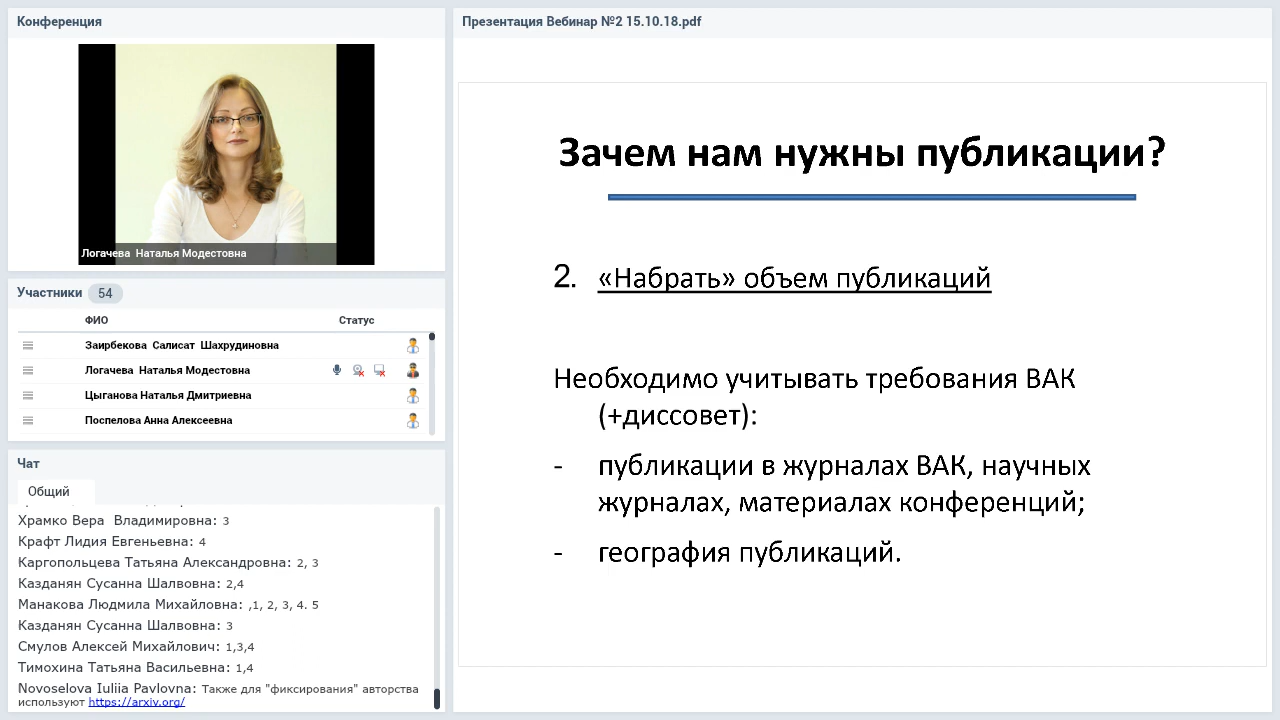 Конференция
Логачева Наталья Модестовна
Участники 54
ФИО Статус
Заирбекова Салисат Шахрудиновна
Логачева Наталья Модестовна
Цыганова Наталья Дмитриевна
Поспелова Анна Алексеевна
Чат
Общий
Храмко Вера Владимировна: 3
Крафт Лидия Евгеньевна: 4
Каргопольцева Татьяна Александровна: 2, 3
Казданян Сусанна Шалвовна: 2,4
Манакова Людмила Михайловна: ,1, 2, 3, 4. 5
Казданян Сусанна Шалвовна: 3
Смулов Алексей Михайлович: 1,3,4
Тимохина Татьяна Васильевна: 1,4
Novoselova Iuliia Pavlovna: Также для "фиксирования" авторства
используют https://arxiv.org/
Презентация Вебинар №2 15.10.18.pdf
Зачем нам нужны публикации?
2. «Набрать» объем публикаций
Необходимо учитывать требования ВАК
(+диссовет):
- публикации в журналах ВАК, научных
журналах, материалах конференций;
- география публикаций.